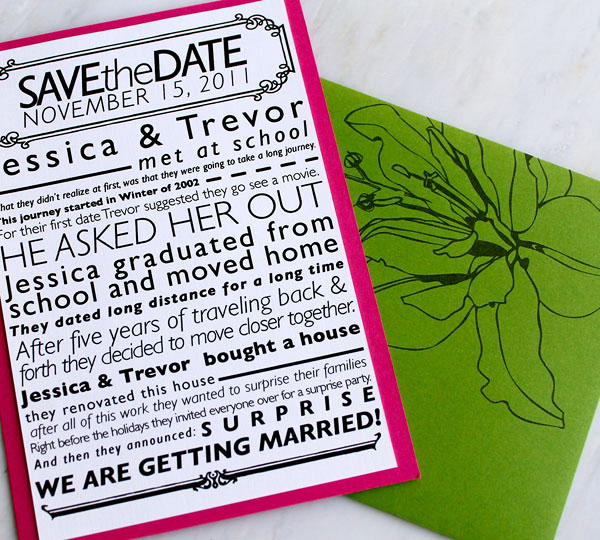 SAVEtheDATE
NOVEMBER 15, 2011
essica & Trevor
met at school
hat they didn't realize at first, was that they were going to take a long journey.
This journey started in Winter of 2002
For their first date Trevor suggested they go see a movie.
HE ASKED HER OUT
Jessica graduated from
school and moved home
They dated long distance for a long time
After five years of traveling back &
forth they decided to move closer together.
Jessica & Trevor bought a house
they renovated this house
after all of this work they wanted to surprise their families
Right before the holidays they invited everyone over for a surprise party.
And then they announced: SURPRISE
WE ARE GETTING MARRIED!